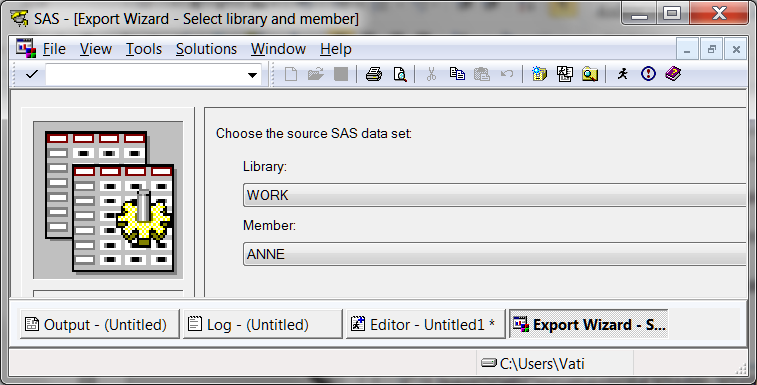 SAS - [Export Wizard - Select library and member]
File View Tools Solutions Window Help
Choose the source SAS data set:
Library:
WORK
Member:
ANNE
Output - (Untitled) Log - (Untitled) Editor - Untitled1 * Export Wizard - S...
C:\Users\Vati